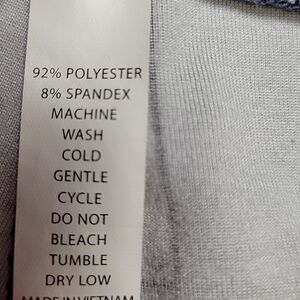 92% POLYESTER
8% SPANDEX
MACHINE
WASH
COLD
GENTLE
CYCLE
DO NOT
BLEACH
TUMBLE
DRY LOW
MADE IN VIETNAM